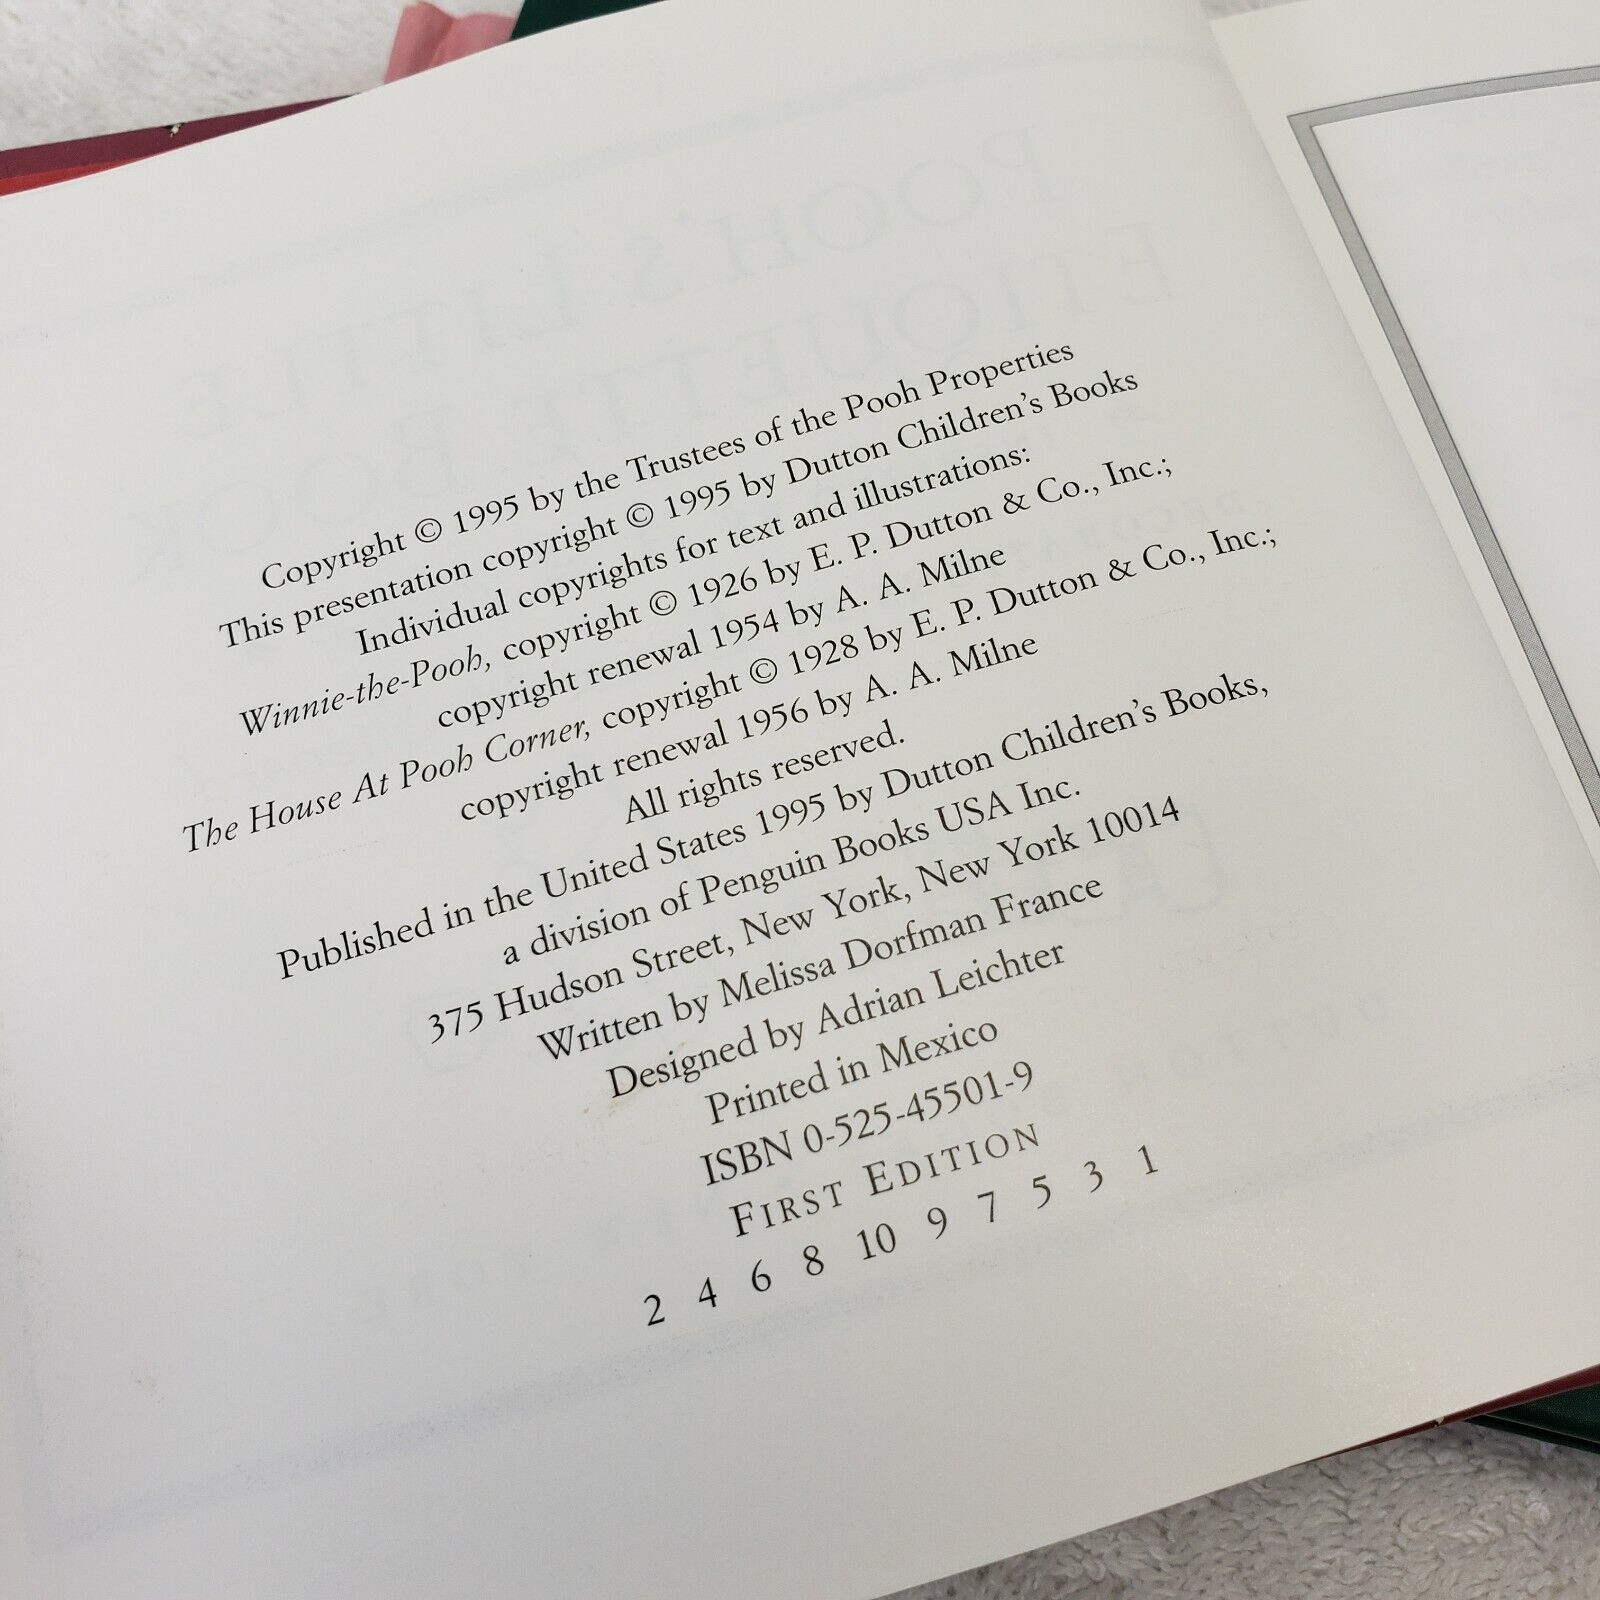 Copyright © 1995 by the Trustees of the Pooh Properties
This presentation copyright © 1995 by Dutton Children's Books
Individual copyrights for text and illustrations:
Winnie-the-Pooh, copyright © 1926 by E. P. Dutton & Co., Inc.;
copyright renewal 1954 by A. A. Milne
The House At Pooh Corner, copyright © 1928 by E. P. Dutton & Co., Inc.;
copyright renewal 1956 by A. A. Milne
All rights reserved.
Published in the United States 1995 by Dutton Children's Books,
a division of Penguin Books USA Inc.
375 Hudson Street, New York, New York 10014
Written by Melissa Dorfman France
Designed by Adrian Leichter
Printed in Mexico
ISBN 0-525-45501-9
FIRST EDITION
2 4 6 8 10 9 7 5 3 1